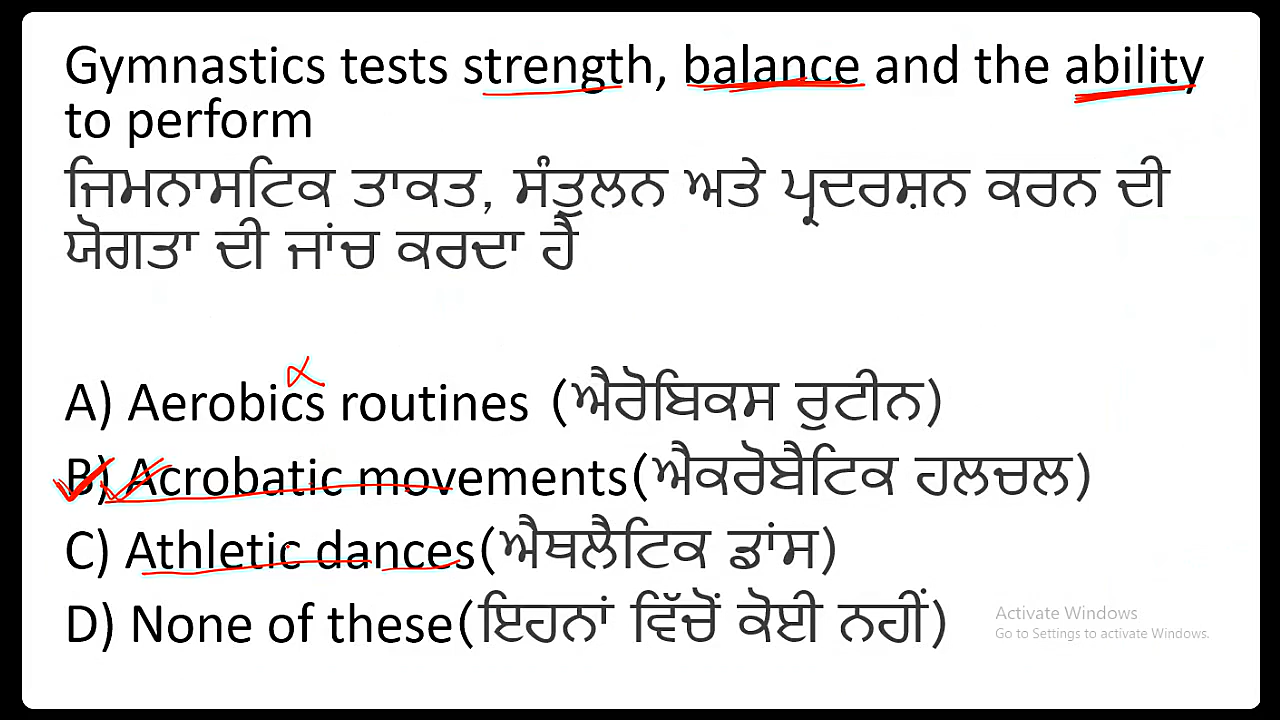 Gymnastics tests strength, balance and the ability
to perform
ਜਿਮਨਾਸਟਿਕ ਤਾਕਤ, ਸੰਤੁਲਨ ਅਤੇ ਪ੍ਰਦਰਸ਼ਨ ਕਰਨ ਦੀ
ਯੋਗਤਾ ਦੀ ਜਾਂਚ ਕਰਦਾ ਹੈ
A) Aerobics routines (ਐਰੋਬਿਕਸ ਰੁਟੀਨ)
B) Acrobatic movements(ਐਕਰੋਬੈਟਿਕ ਹਲਚਲ)
C) Athletic dances(ਐਥਲੈਟਿਕ ਡਾਂਸ)
D) None of these(ਇਹਨਾਂ ਵਿੱਚੋਂ ਕੋਈ ਨਹੀਂ)
Activate Windows
Go to Settings to activate Windows.